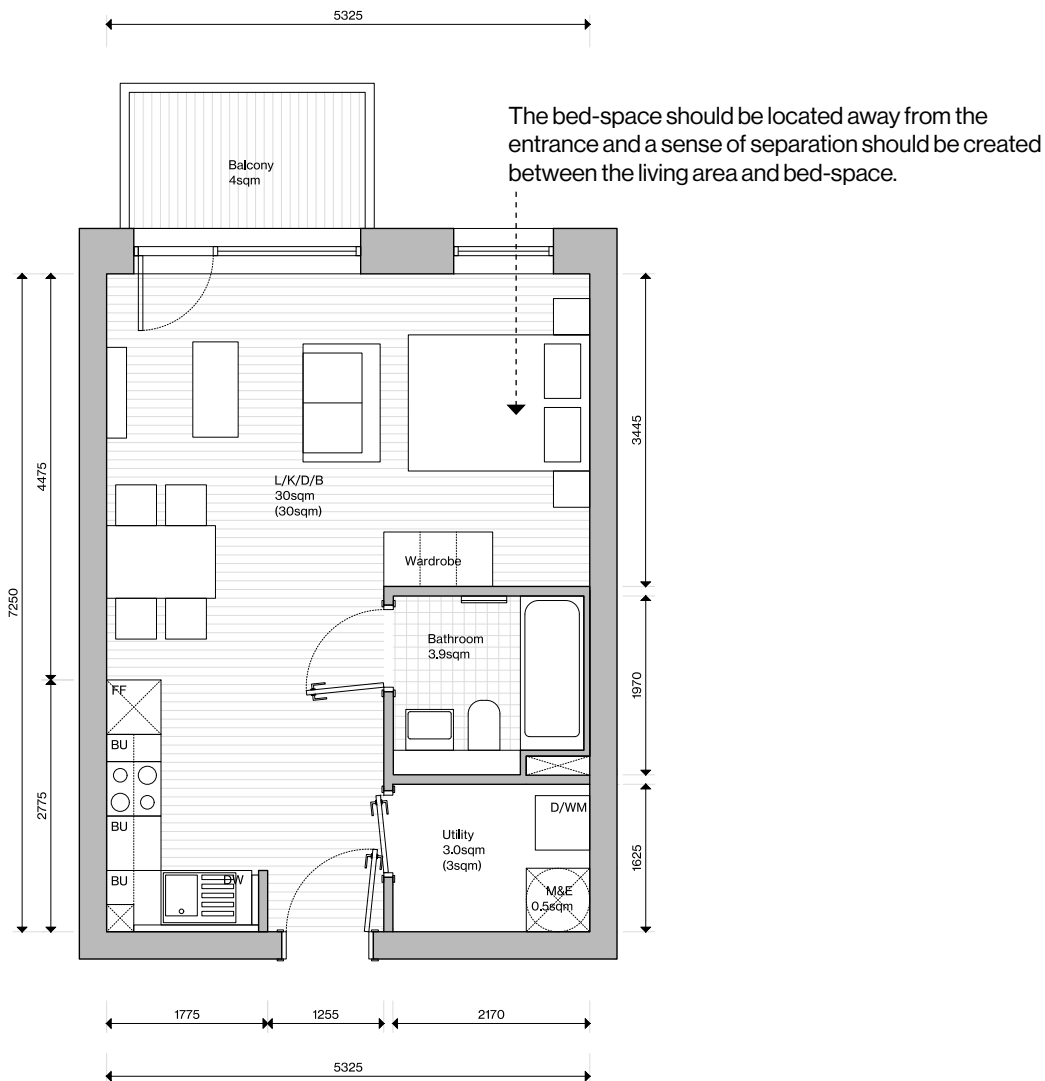 5325
The bed-space should be located away from the
entrance and a sense of separation should be created
between the living area and bed-space.
Balcony
4sqm
7250
4475
2775
3445
1970
1625
L/K/D/B
30sqm
(30sqm)
Wardrobe
Bathroom
3.9sqm
FF
BU
BU
BU
DW
Utility
3.0sqm
(3sqm)
D/WM
M&E
0.5sqm
1775
1255
2170
5325